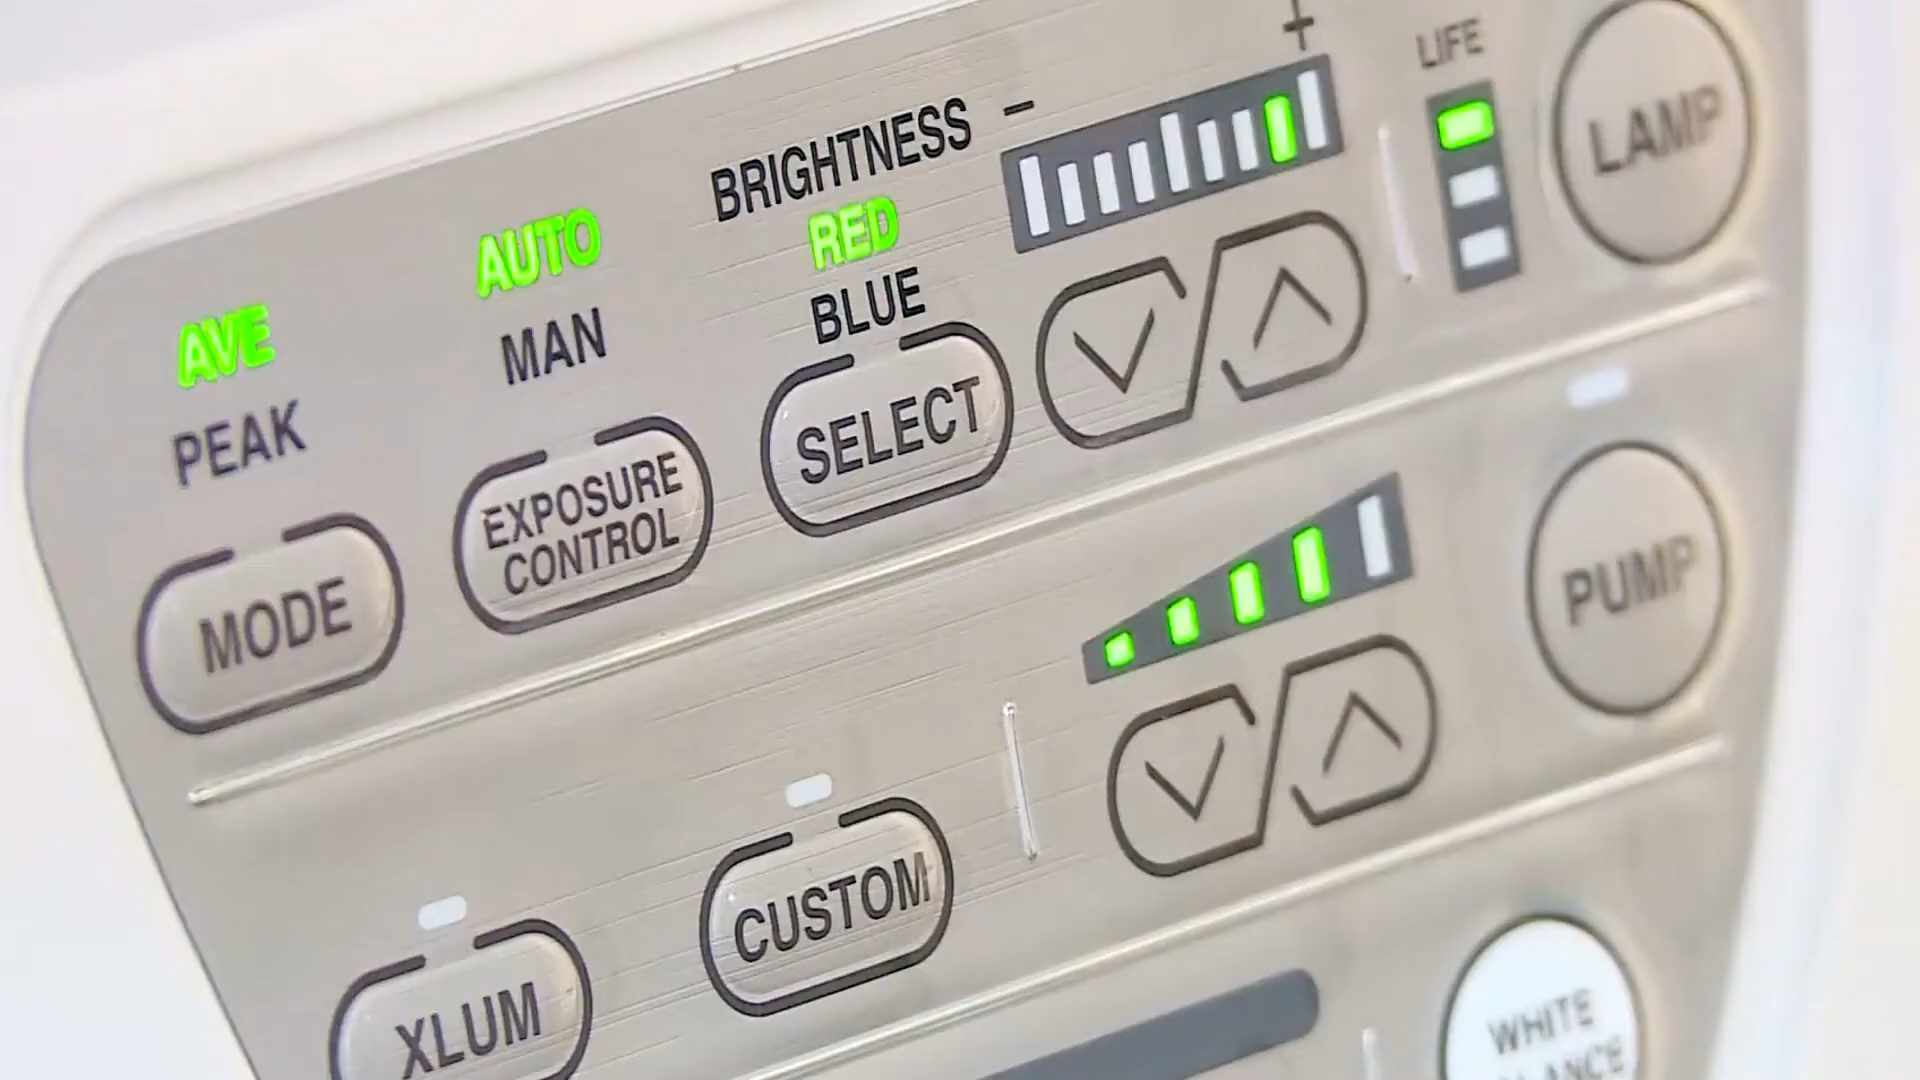 LIFE
LAMP
BRIGHTNESS – +
AUTO
RED
AVE
MAN
BLUE
PEAK
SELECT
EXPOSURE
CONTROL
MODE
PUMP
CUSTOM
XLUM
WHITE